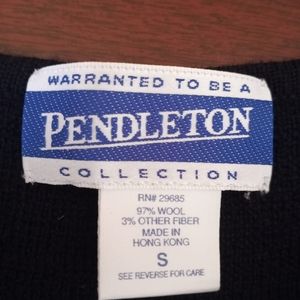 WARRANTED TO BE A
PENDLETON
COLLECTION
RN# 29685
97% WOOL
3% OTHER FIBER
MADE IN
HONG KONG
S
SEE REVERSE FOR CARE